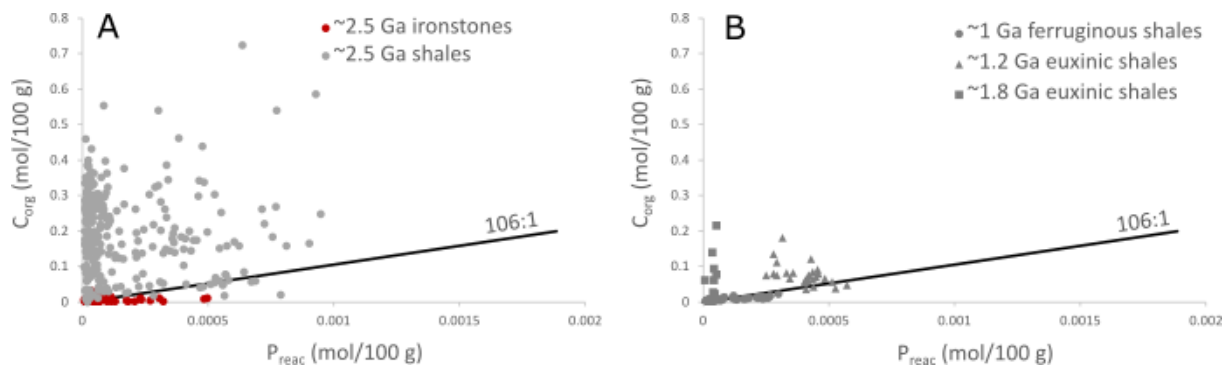 A
~2.5 Ga ironstones
~2.5 Ga shales
0.8
0.7
0.6
0.5
0.4
0.3
0.2
0.1
0
C_org (mol/100 g)
106:1
0
0.0005
0.001
0.0015
0.002
P_reac (mol/100 g)
B
~1 Ga ferruginous shales
~1.2 Ga euxinic shales
~1.8 Ga euxinic shales
0.8
0.7
0.6
0.5
0.4
0.3
0.2
0.1
0
C_org (mol/100 g)
106:1
0
0.0005
0.001
0.0015
0.002
P_reac (mol/100 g)